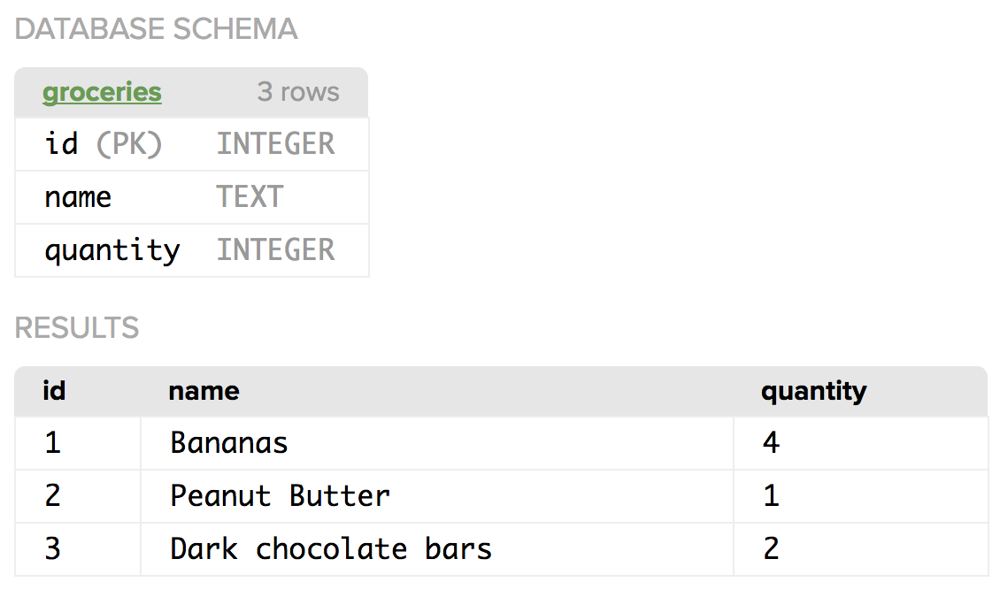 DATABASE SCHEMA
groceries 3 rows
id (PK) INTEGER
name TEXT
quantity INTEGER
RESULTS
id name quantity
1 Bananas 4
2 Peanut Butter 1
3 Dark chocolate bars 2